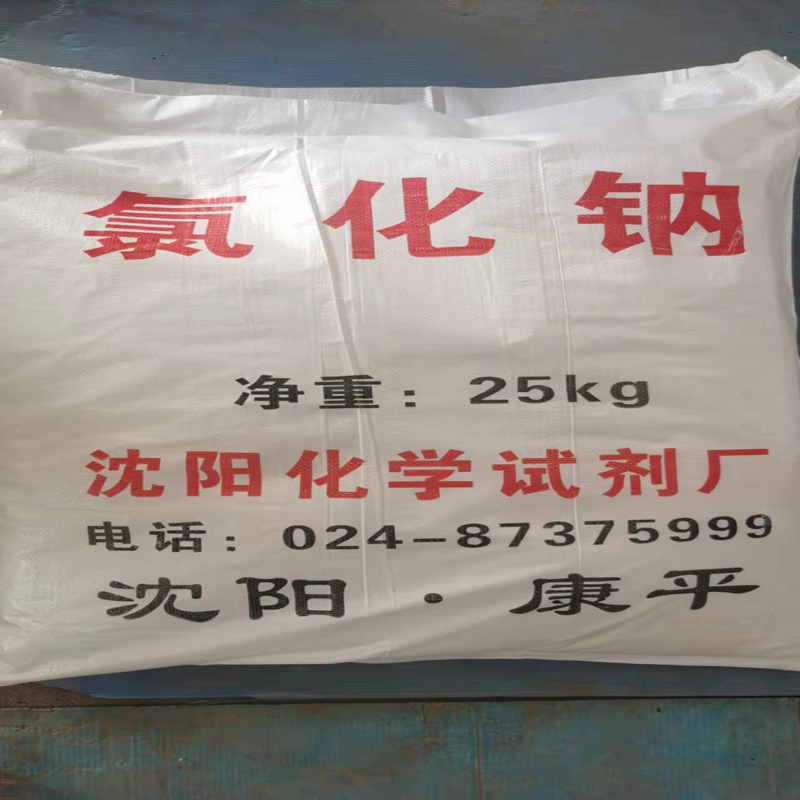 氯化钠
净重：25kg
沈阳化学试剂厂
电话：024-87375999
沈阳·康平